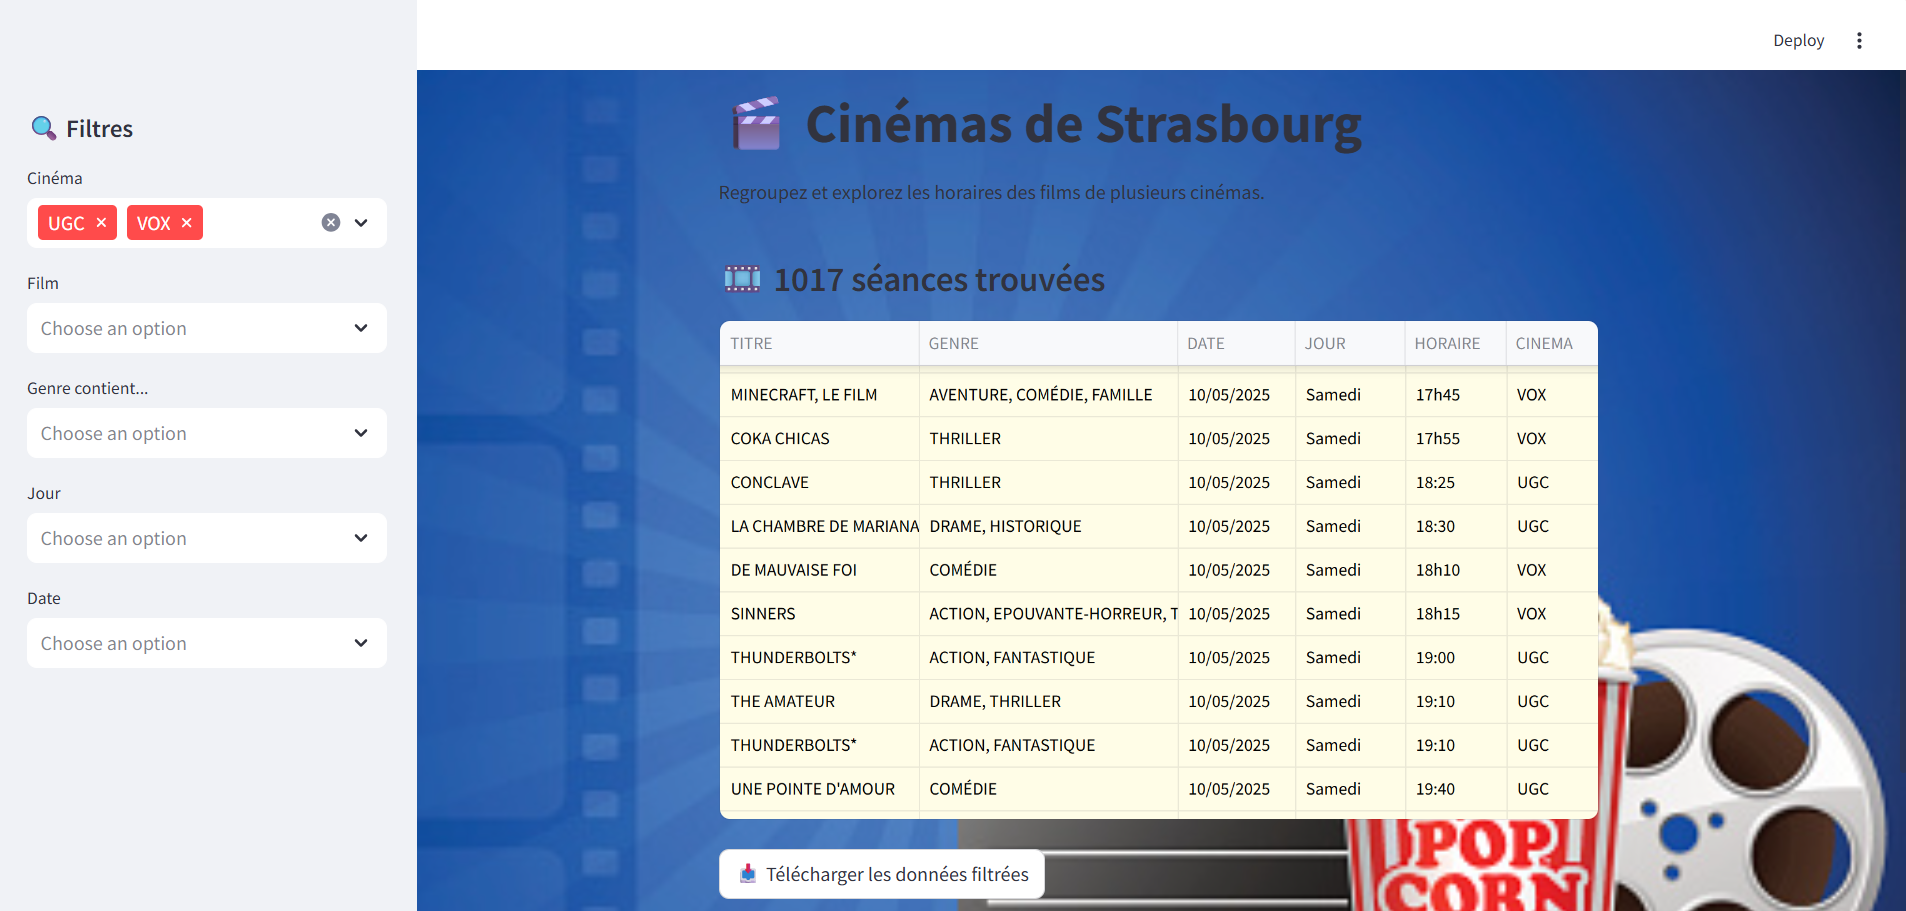 Deploy
Filtres
Cinéma
UGC VOX
Film
Choose an option
Genre contient...
Choose an option
Jour
Choose an option
Date
Choose an option
Cinémas de Strasbourg
Regroupez et explorez les horaires des films de plusieurs cinémas.
1017 séances trouvées
TITRE GENRE DATE JOUR HORAIRE CINEMA
MINECRAFT, LE FILM AVENTURE, COMÉDIE, FAMILLE 10/05/2025 Samedi 17h45 VOX
COKA CHICAS THRILLER 10/05/2025 Samedi 17h55 VOX
CONCLAVE THRILLER 10/05/2025 Samedi 18:25 UGC
LA CHAMBRE DE MARIANA DRAME, HISTORIQUE 10/05/2025 Samedi 18:30 UGC
DE MAUVAISE FOI COMÉDIE 10/05/2025 Samedi 18h10 VOX
SINNERS ACTION, EPOUVANTE-HORREUR, T 10/05/2025 Samedi 18h15 VOX
THUNDERBOLTS* ACTION, FANTASTIQUE 10/05/2025 Samedi 19:00 UGC
THE AMATEUR DRAME, THRILLER 10/05/2025 Samedi 19:10 UGC
THUNDERBOLTS* ACTION, FANTASTIQUE 10/05/2025 Samedi 19:10 UGC
UNE POINTE D'AMOUR COMÉDIE 10/05/2025 Samedi 19:40 UGC
Télécharger les données filtrées
POP
CORN